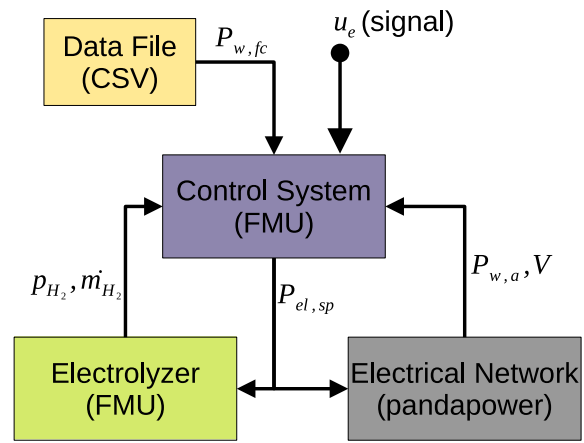 Data File
(CSV)
P_{w,fc}
u_e (signal)
Control System
(FMU)
p_{H_2}, \dot{m}_{H_2}
P_{el,sp}
P_{w,a}, V
Electrolyzer
(FMU)
Electrical Network
(pandapower)